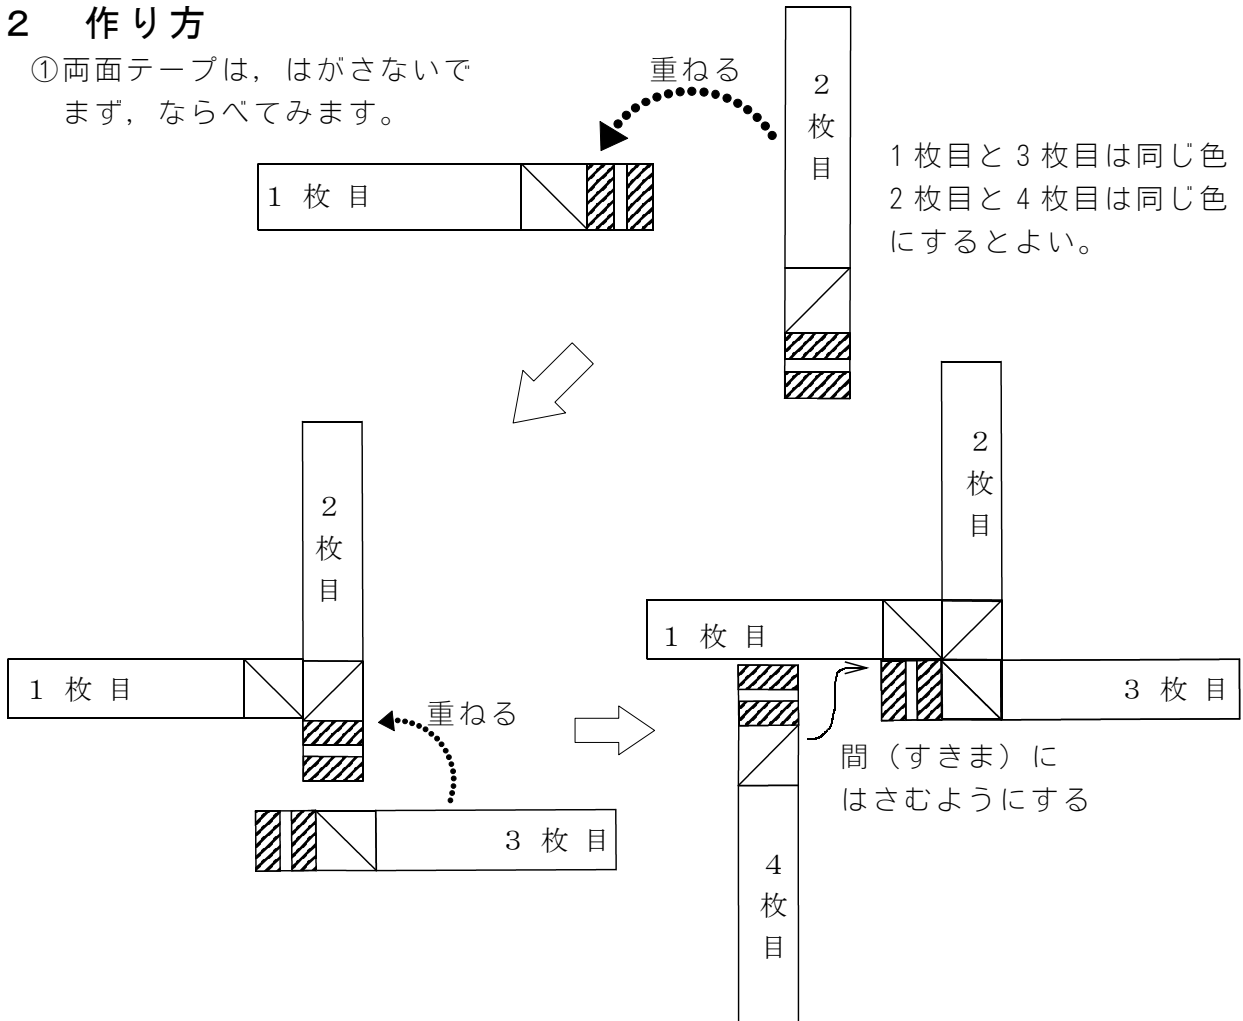 2　作り方
①両面テープは，はがさないで
まず，ならべてみます。
重ねる
2枚目
1枚目
1枚目と3枚目は同じ色
2枚目と4枚目は同じ色
にするとよい。
2枚目
1枚目
重ねる
3枚目
2枚目
1枚目
3枚目
間（すきま）に
はさむようにする
4枚目